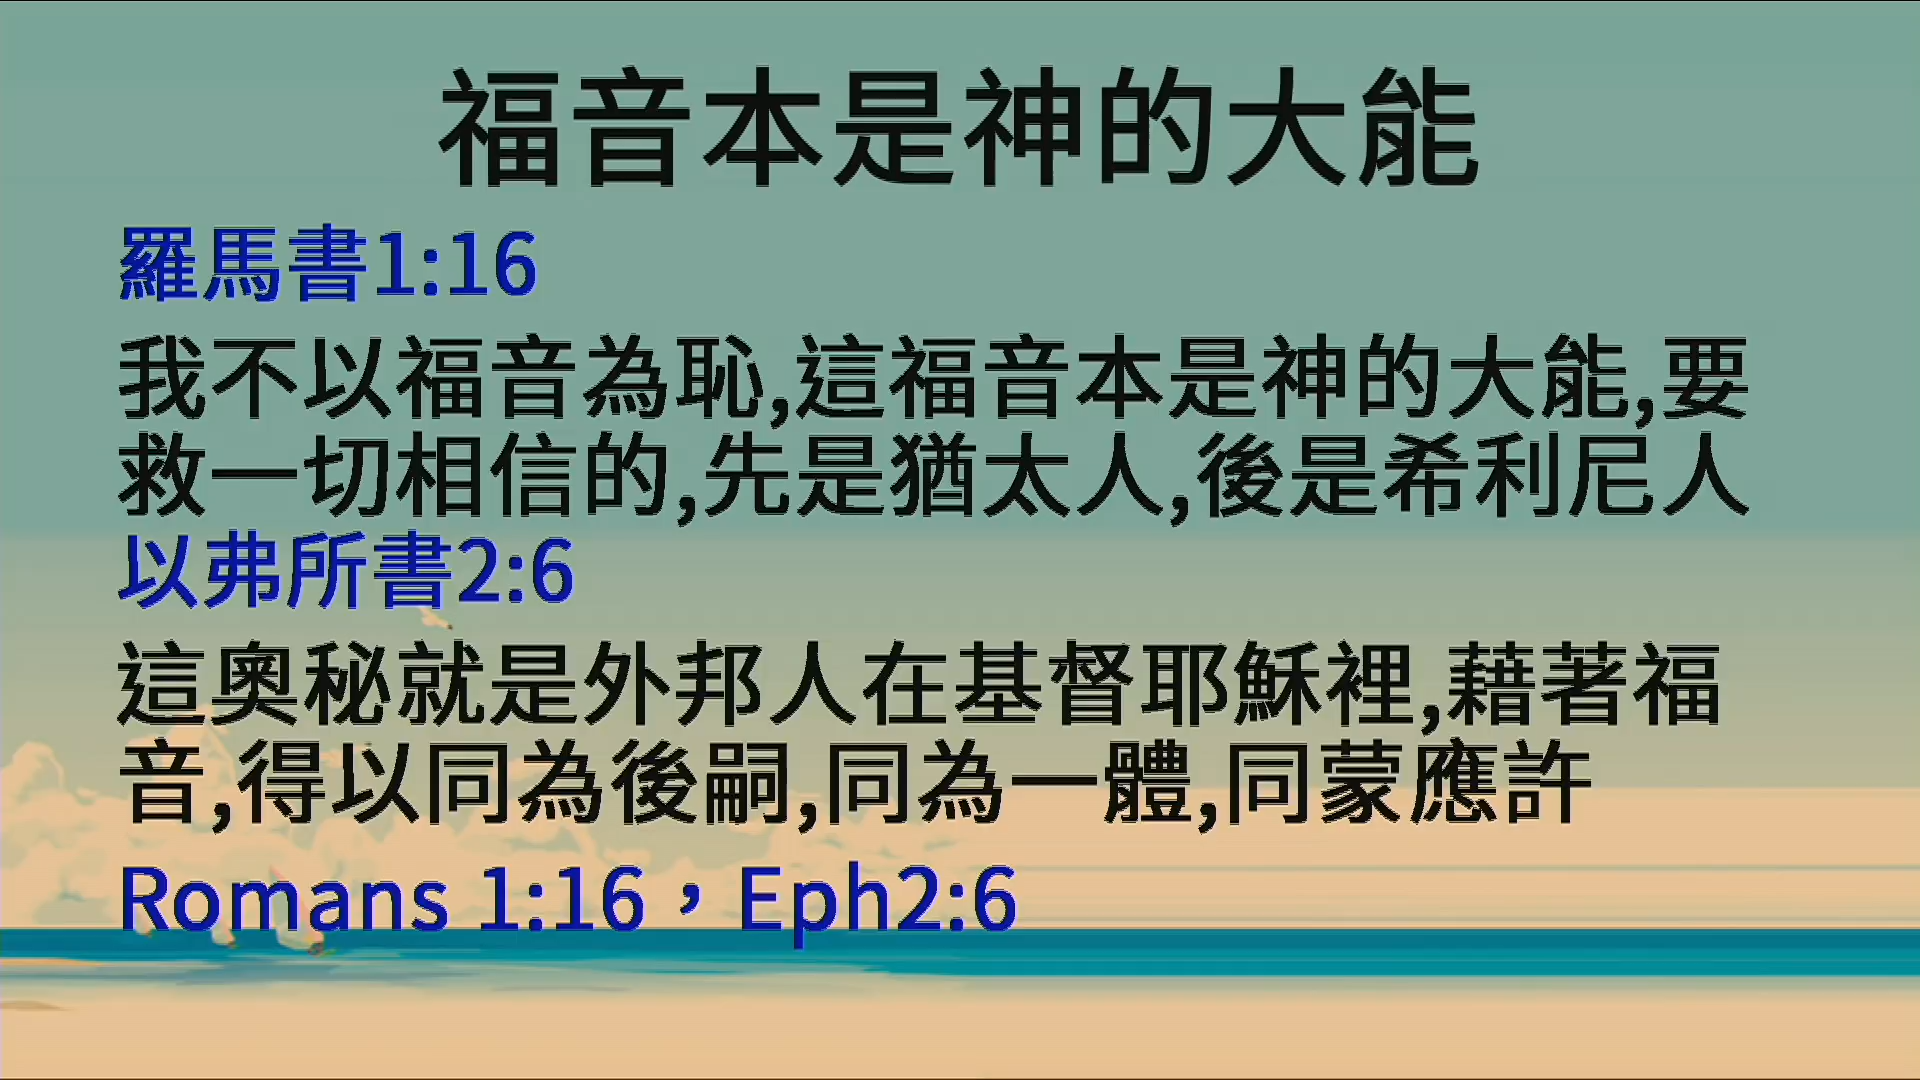 福音本是神的大能
羅馬書1:16
我不以福音為恥,這福音本是神的大能,要
救一切相信的,先是猶太人,後是希利尼人
以弗所書2:6
這奧秘就是外邦人在基督耶穌裡,藉著福
音,得以同為後嗣,同為一體,同蒙應許
Romans 1:16，Eph2:6